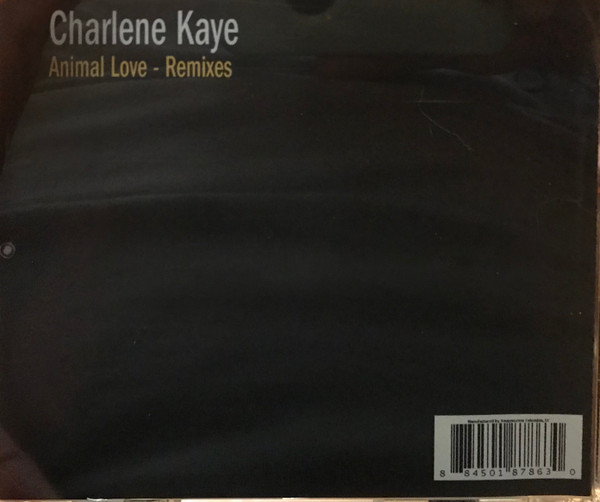 Charlene Kaye
Animal Love - Remixes
8 84501 87863 0